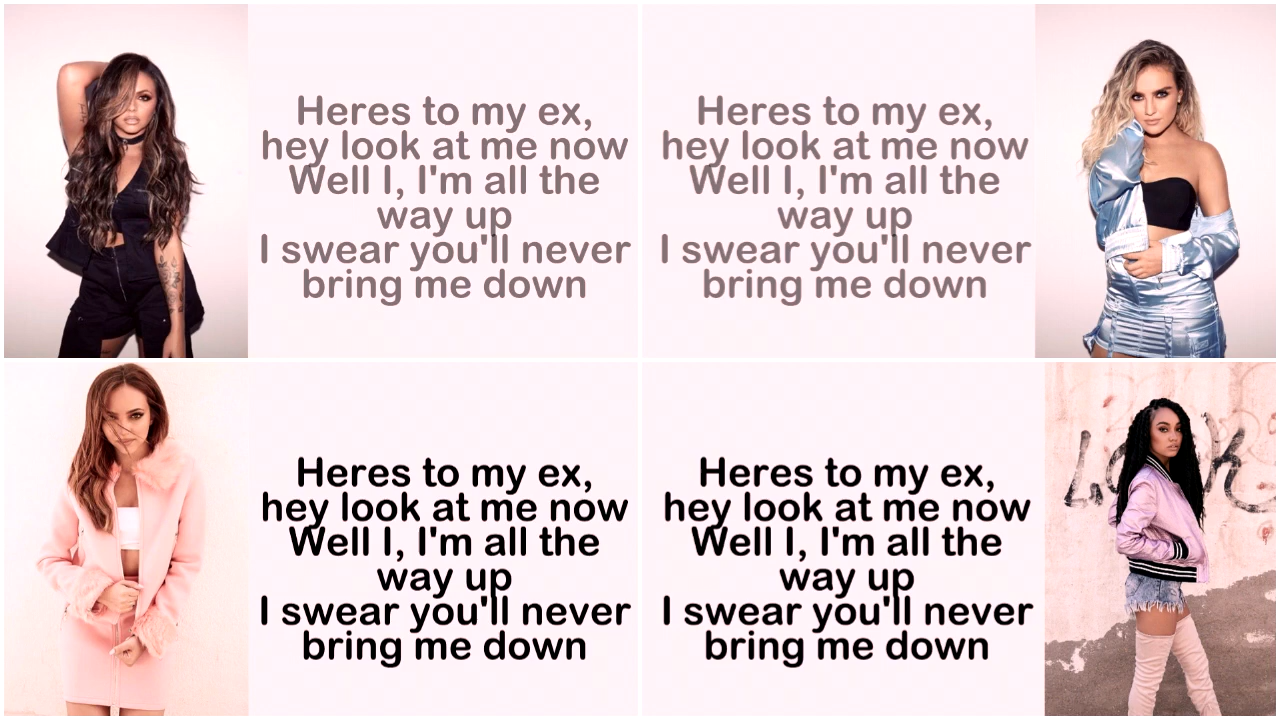 Heres to my ex,
hey look at me now
Well I, I'm all the
way up
I swear you'll never
bring me down
Heres to my ex,
hey look at me now
Well I, I'm all the
way up
I swear you'll never
bring me down
Heres to my ex,
hey look at me now
Well I, I'm all the
way up
I swear you'll never
bring me down
Heres to my ex,
hey look at me now
Well I, I'm all the
way up
I swear you'll never
bring me down